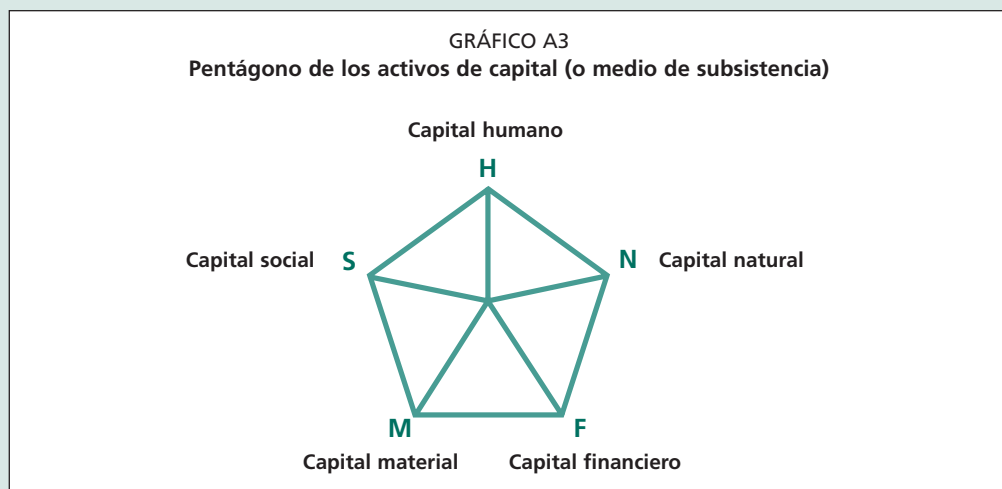 GRÁFICO A3
Pentágono de los activos de capital (o medio de subsistencia)
Capital humano
H
Capital social S
N Capital natural
M
F
Capital material
Capital financiero